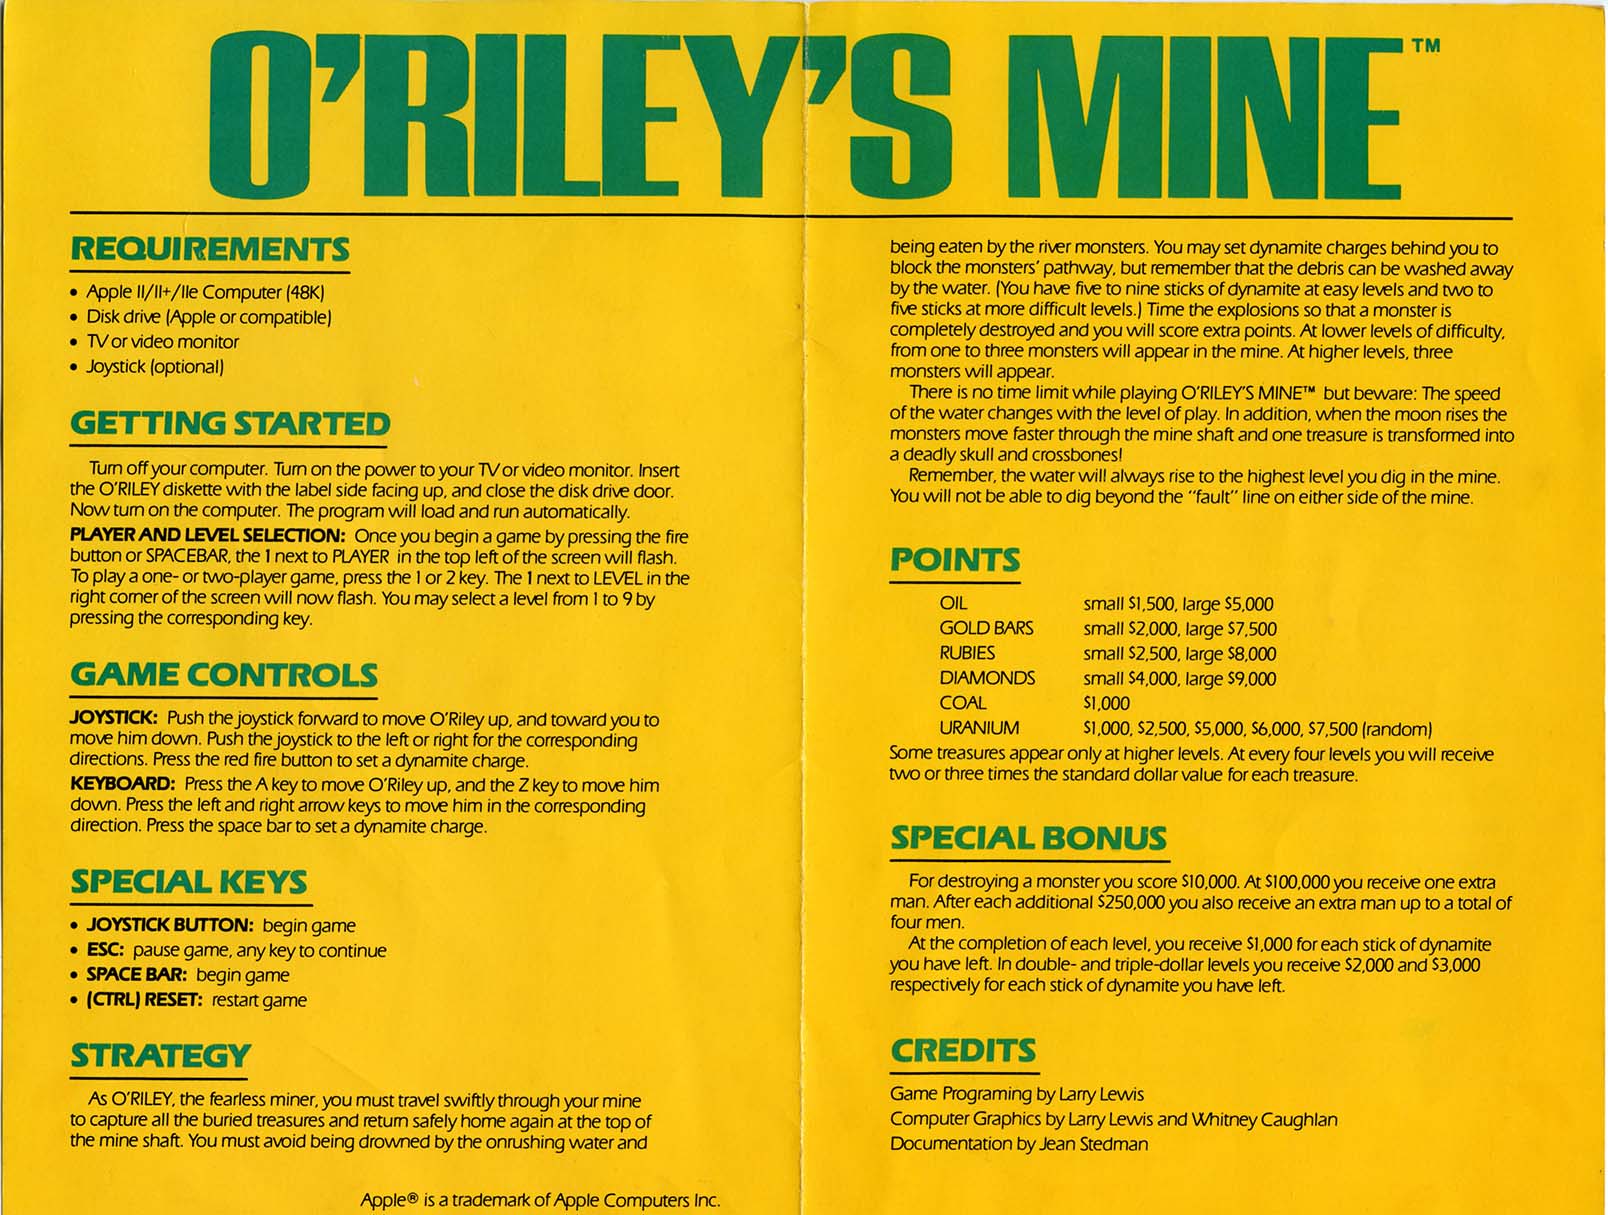 O'RILEY'S MINE™
REQUIREMENTS
• Apple II/II+/IIe Computer (48K)
• Disk drive (Apple or compatible)
• TV or video monitor
• Joystick (optional)
GETTING STARTED
Turn off your computer. Turn on the power to your TV or video monitor. Insert
the O'RILEY diskette with the label side facing up, and close the disk drive door.
Now turn on the computer. The program will load and run automatically.
PLAYER AND LEVEL SELECTION: Once you begin a game by pressing the fire
button or SPACEBAR, the 1 next to PLAYER in the top left of the screen will flash.
To play a one- or two-player game, press the 1 or 2 key. The 1 next to LEVEL in the
right corner of the screen will now flash. You may select a level from 1 to 9 by
pressing the corresponding key.
GAME CONTROLS
JOYSTICK: Push the joystick forward to move O'Riley up, and toward you to
move him down. Push the joystick to the left or right for the corresponding
directions. Press the red fire button to set a dynamite charge.
KEYBOARD: Press the A key to move O'Riley up, and the Z key to move him
down. Press the left and right arrow keys to move him in the corresponding
direction. Press the space bar to set a dynamite charge.
SPECIAL KEYS
• JOYSTICK BUTTON: begin game
• ESC: pause game, any key to continue
• SPACE BAR: begin game
• (CTRL) RESET: restart game
STRATEGY
As O'RILEY, the fearless miner, you must travel swiftly through your mine
to capture all the buried treasures and return safely home again at the top of
the mine shaft. You must avoid being drowned by the onrushing water and
Apple® is a trademark of Apple Computers Inc.
being eaten by the river monsters. You may set dynamite charges behind you to
block the monsters' pathway, but remember that the debris can be washed away
by the water. (You have five to nine sticks of dynamite at easy levels and two to
five sticks at more difficult levels.) Time the explosions so that a monster is
completely destroyed and you will score extra points. At lower levels of difficulty,
from one to three monsters will appear in the mine. At higher levels, three
monsters will appear.
There is no time limit while playing O'RILEY'S MINE™ but beware: The speed
of the water changes with the level of play. In addition, when the moon rises the
monsters move faster through the mine shaft and one treasure is transformed into
a deadly skull and crossbones!
Remember, the water will always rise to the highest level you dig in the mine.
You will not be able to dig beyond the "fault" line on either side of the mine.
POINTS
OIL small $1,500, large $5,000
GOLD BARS small $2,000, large $7,500
RUBIES small $2,500, large $8,000
DIAMONDS small $4,000, large $9,000
COAL $1,000
URANIUM $1,000, $2,500, $5,000, $6,000, $7,500 (random)
Some treasures appear only at higher levels. At every four levels you will receive
two or three times the standard dollar value for each treasure.
SPECIAL BONUS
For destroying a monster you score $10,000. At $100,000 you receive one extra
man. After each additional $250,000 you also receive an extra man up to a total of
four men.
At the completion of each level, you receive $1,000 for each stick of dynamite
you have left. In double- and triple-dollar levels you receive $2,000 and $3,000
respectively for each stick of dynamite you have left.
CREDITS
Game Programing by Larry Lewis
Computer Graphics by Larry Lewis and Whitney Caughlan
Documentation by Jean Stedman